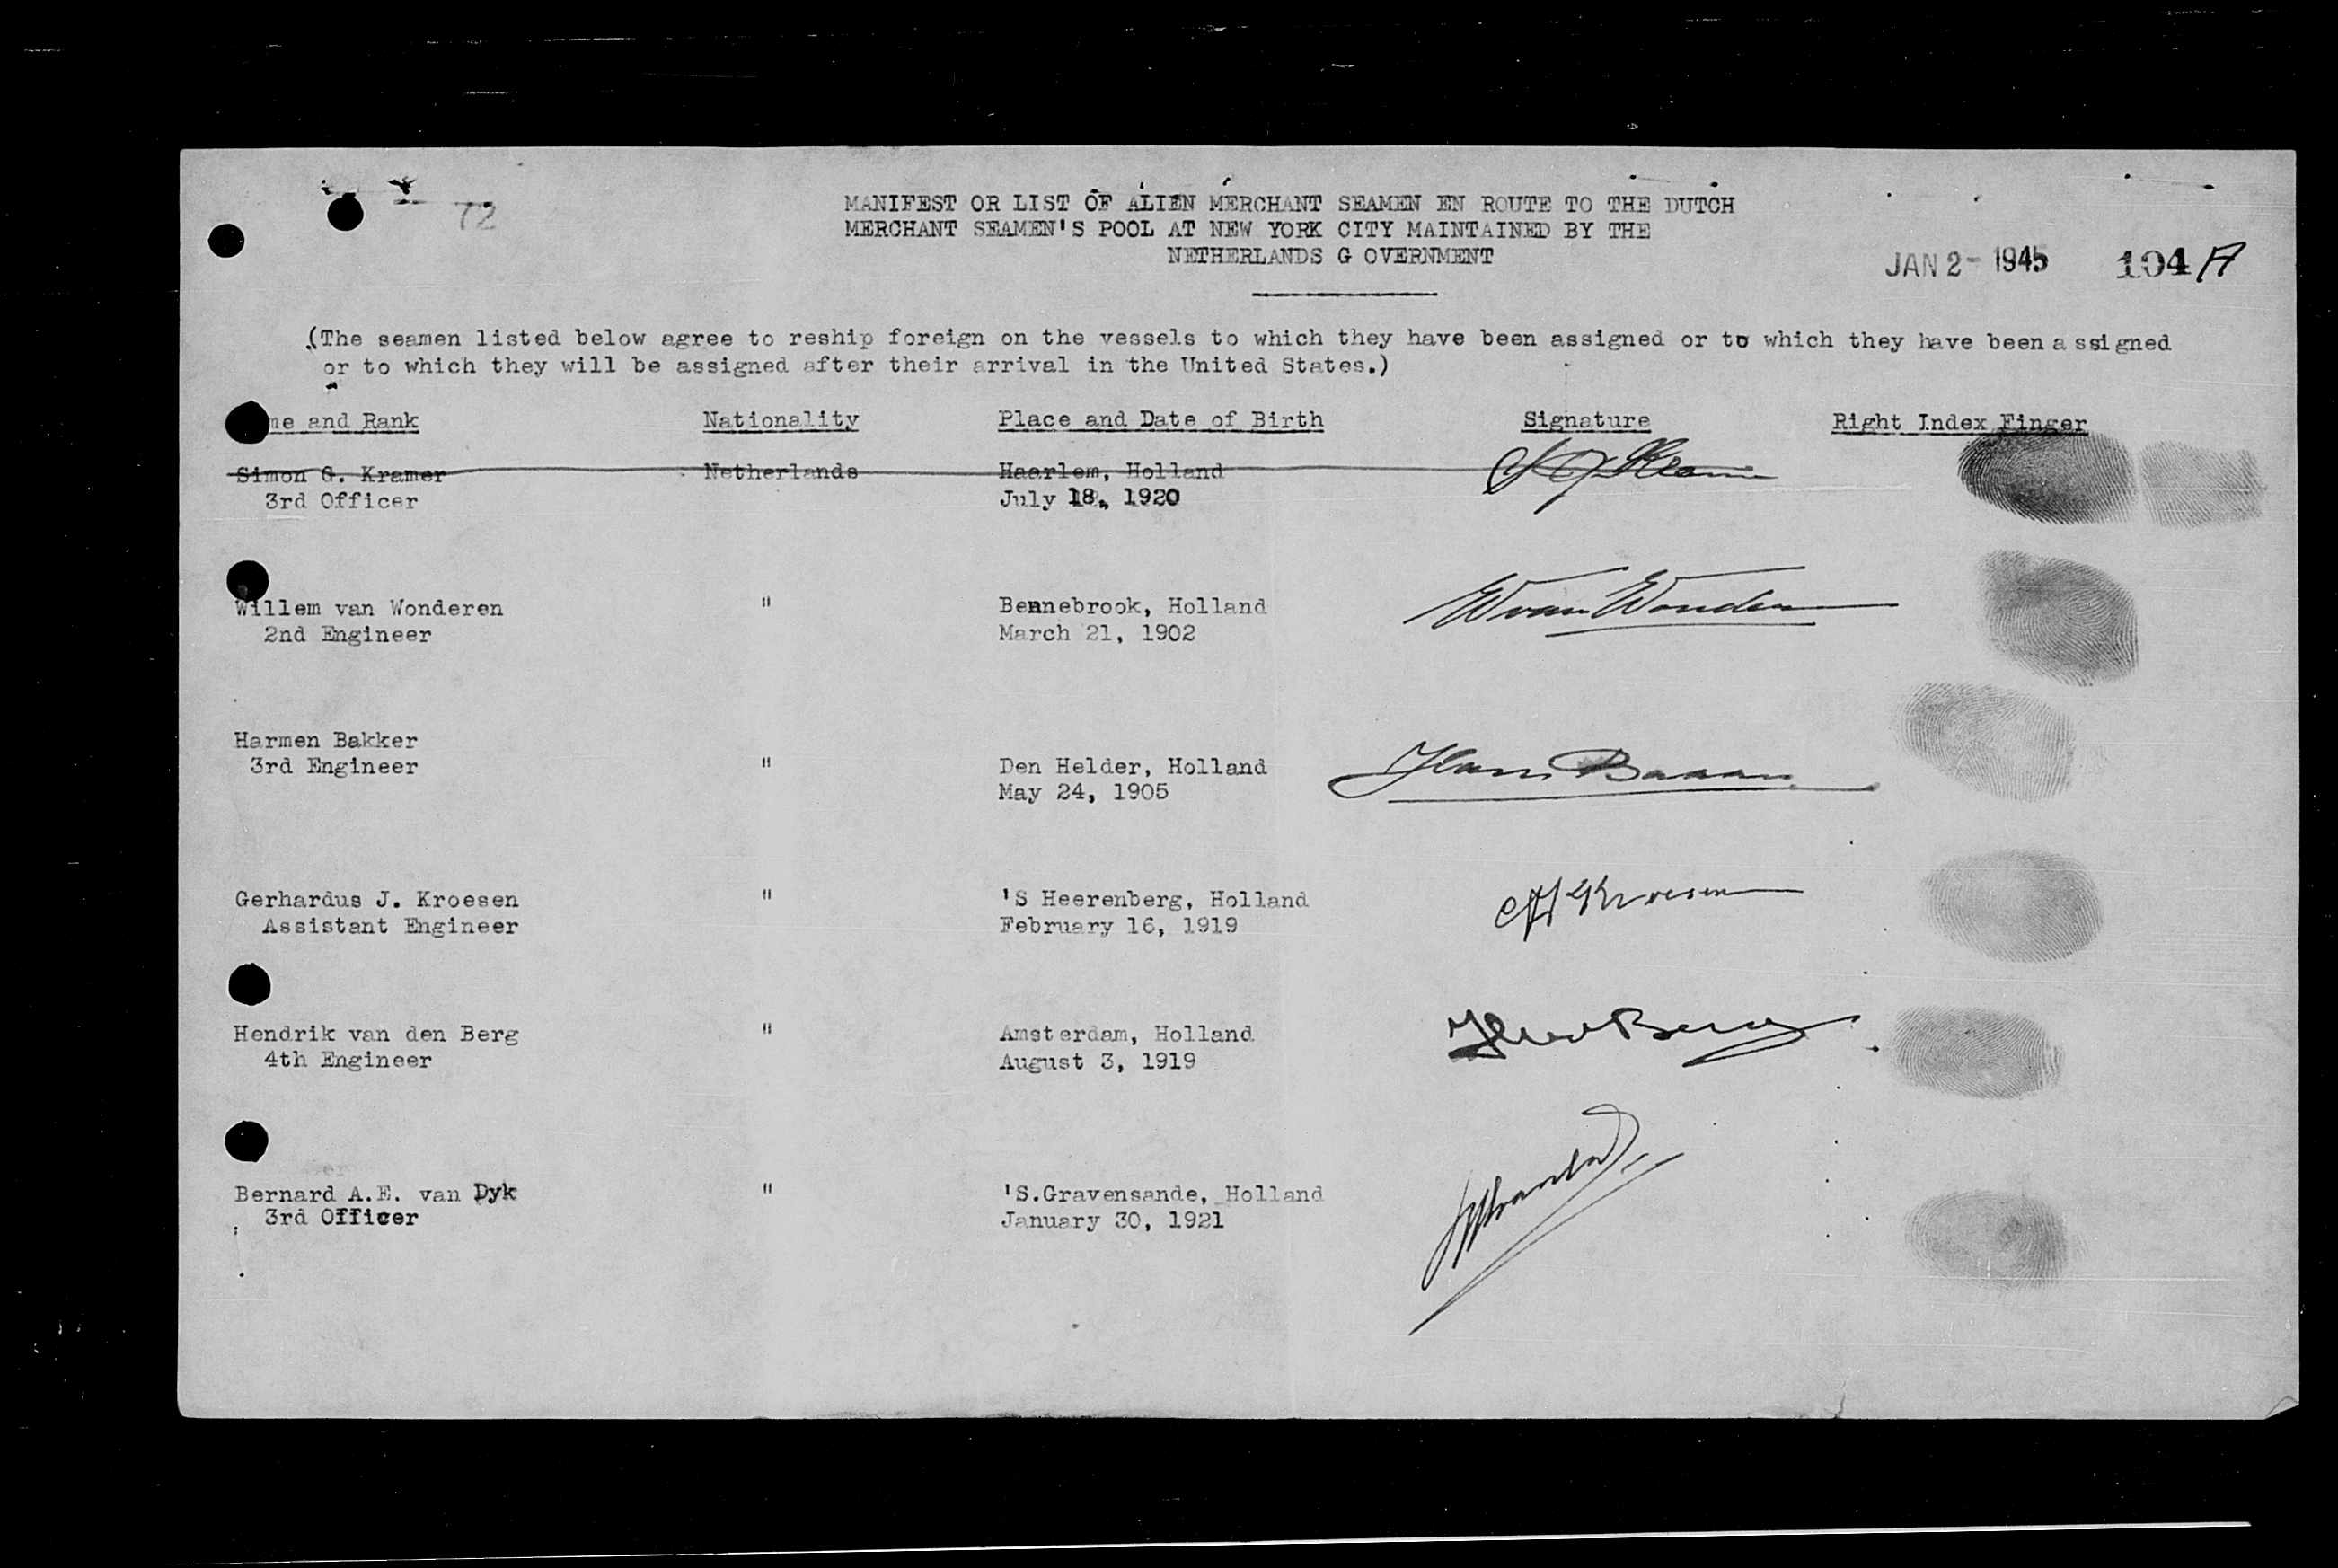 72
MANIFEST OR LIST OF ALIEN MERCHANT SEAMEN EN ROUTE TO THE DUTCH
MERCHANT SEAMEN'S POOL AT NEW YORK CITY MAINTAINED BY THE
NETHERLANDS G OVERNMENT
JAN 2 - 1945 104 A
(The seamen listed below agree to reship foreign on the vessels to which they have been assigned or to which they have been assigned
or to which they will be assigned after their arrival in the United States.)
me and Rank Nationality Place and Date of Birth Signature Right Index Finger
Simon G. Kramer Netherlands Haarlem, Holland
3rd Officer July 18, 1920
Willem van Wonderen " Bennebrook, Holland W van Wonderen
2nd Engineer March 21, 1902
Harmen Bakker
3rd Engineer " Den Helder, Holland
May 24, 1905
Gerhardus J. Kroesen " 'S Heerenberg, Holland Kroesen
Assistant Engineer February 16, 1919
Hendrik van den Berg " Amsterdam, Holland H v d Berg
4th Engineer August 3, 1919
Bernard A.E. van Dyk " 'S.Gravensande, Holland
3rd Officer January 30, 1921